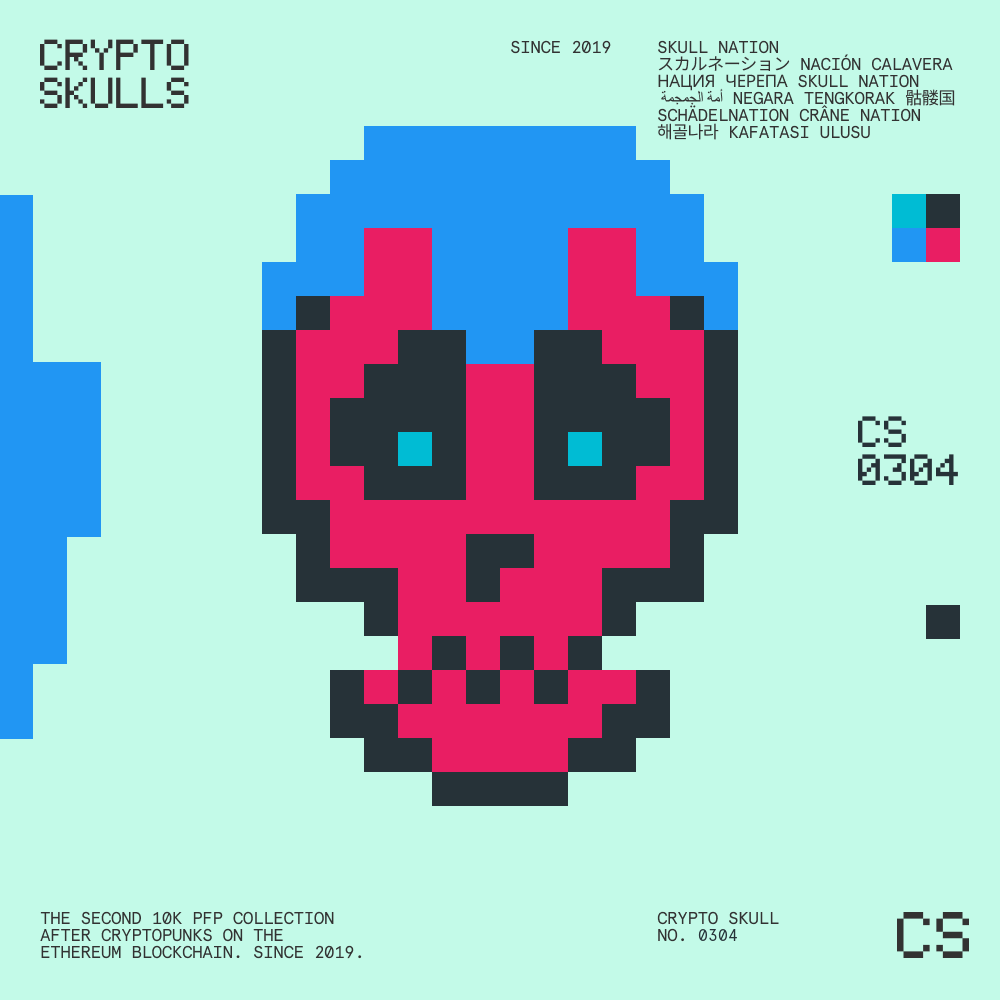 CRYPTO
SKULLS
SINCE 2019
SKULL NATION
スカルネーション NACIÓN CALAVERA
НАЦИЯ ЧЕРЕПА SKULL NATION
أمة الجمجمة NEGARA TENGKORAK 骷髅国
SCHÄDELNATION CRÂNE NATION
해골나라 KAFATASI ULUSU
CS
0304
THE SECOND 10K PFP COLLECTION
AFTER CRYPTOPUNKS ON THE
ETHEREUM BLOCKCHAIN. SINCE 2019.
CRYPTO SKULL
NO. 0304
CS